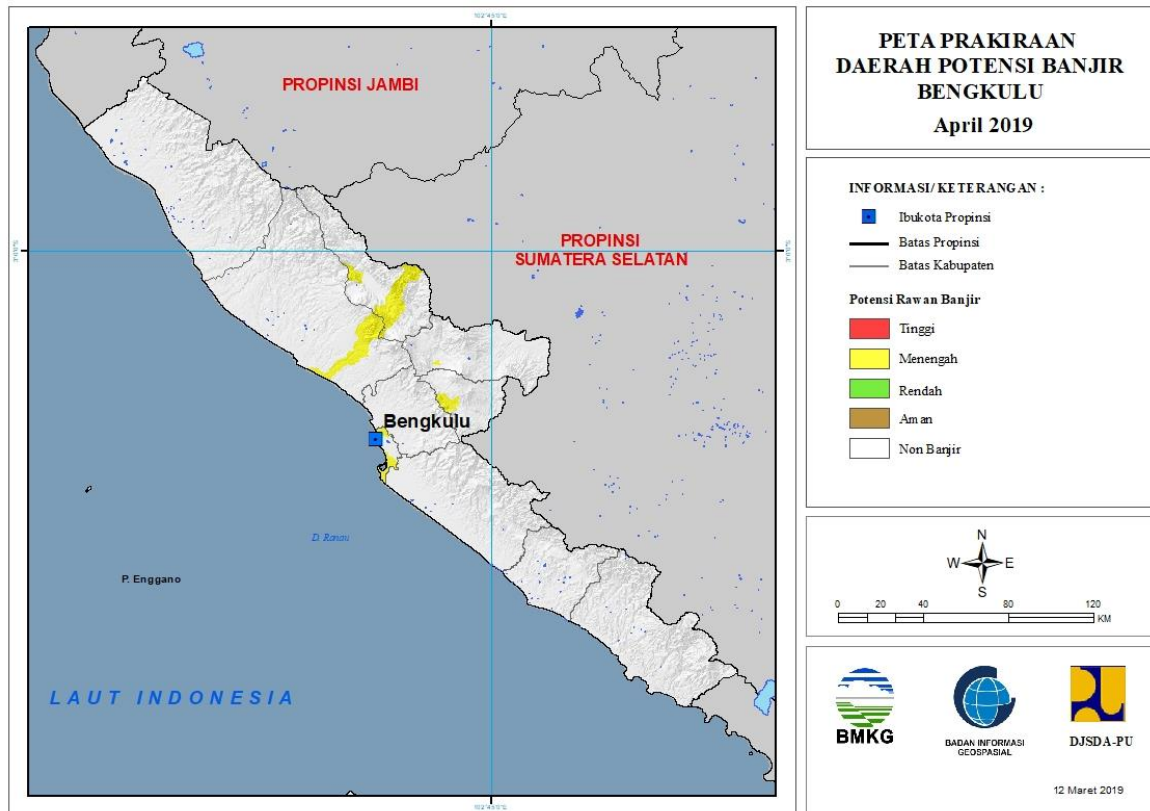 PETA PRAKIRAAN
DAERAH POTENSI BANJIR
BENGKULU
April 2019
INFORMASI/ KETERANGAN :
Ibukota Propinsi
Batas Propinsi
Batas Kabupaten
Potensi Rawan Banjir
Tinggi
Menengah
Rendah
Aman
Non Banjir
N
W E
S
0 20 40 80 120
KM
BMKG
BADAN INFORMASI
GEOSPASIAL
DJSDA-PU
12 Maret 2019
PROPINSI JAMBI
PROPINSI
SUMATERA SELATAN
Bengkulu
D. Ranau
P. Enggano
LAUT INDONESIA